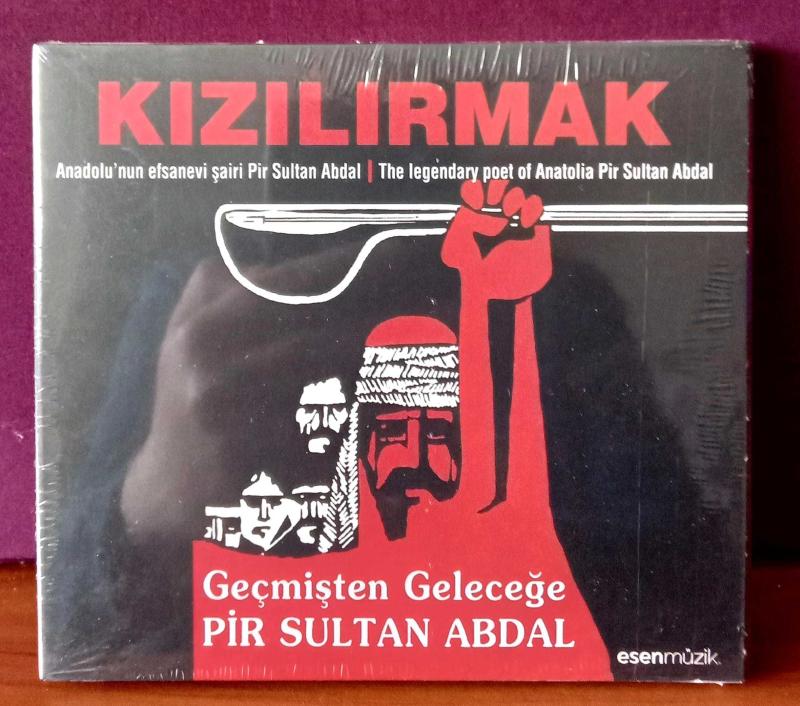 KIZILIRMAK
Anadolu'nun efsanevi şairi Pir Sultan Abdal | The legendary poet of Anatolia Pir Sultan Abdal
Geçmişten Geleceğe
PİR SULTAN ABDAL
esenmüzik